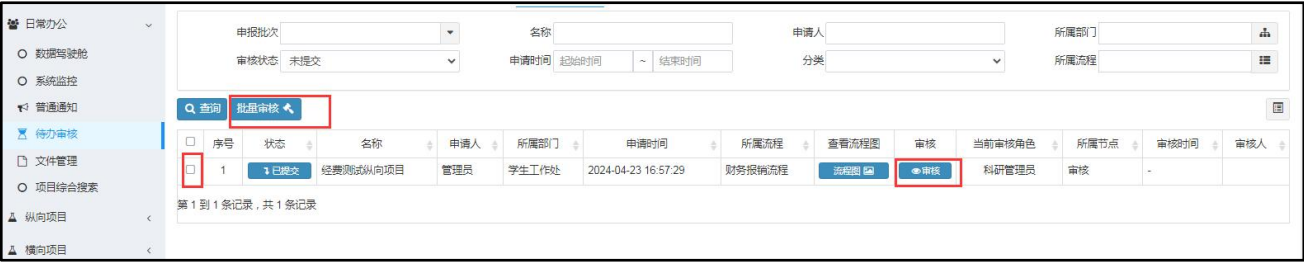 日常办公
数据驾驶舱
系统监控
普通通知
待办审核
文件管理
项目综合搜索
纵向项目
横向项目
申报批次 名称 申请人 所属部门
审核状态 未提交 申请时间 起始时间 ~ 结束时间 分类 所属流程
查询 批量审核
序号 状态 名称 申请人 所属部门 申请时间 所属流程 查看流程图 审核 当前审核角色 所属节点 审核时间 审核人
1 已提交 经费测试纵向项目 管理员 学生工作处 2024-04-23 16:57:29 财务报销流程 流程图 审核 科研管理员 审核 -
第 1 到 1 条记录，共 1 条记录